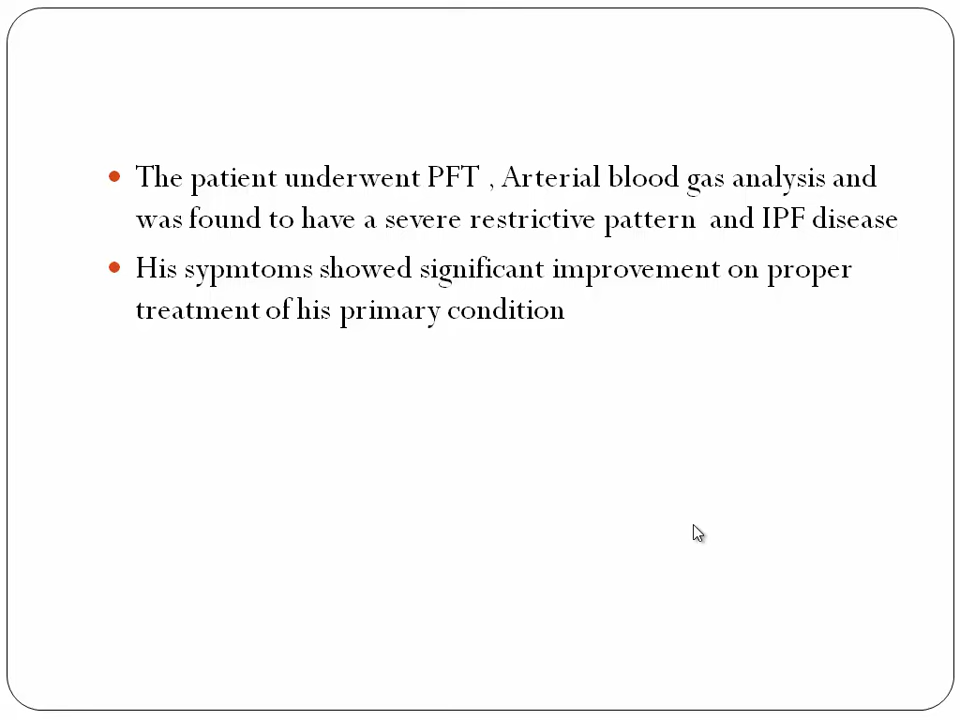 The patient underwent PFT , Arterial blood gas analysis and
was found to have a severe restrictive pattern and IPF disease
His sypmtoms showed significant improvement on proper
treatment of his primary condition